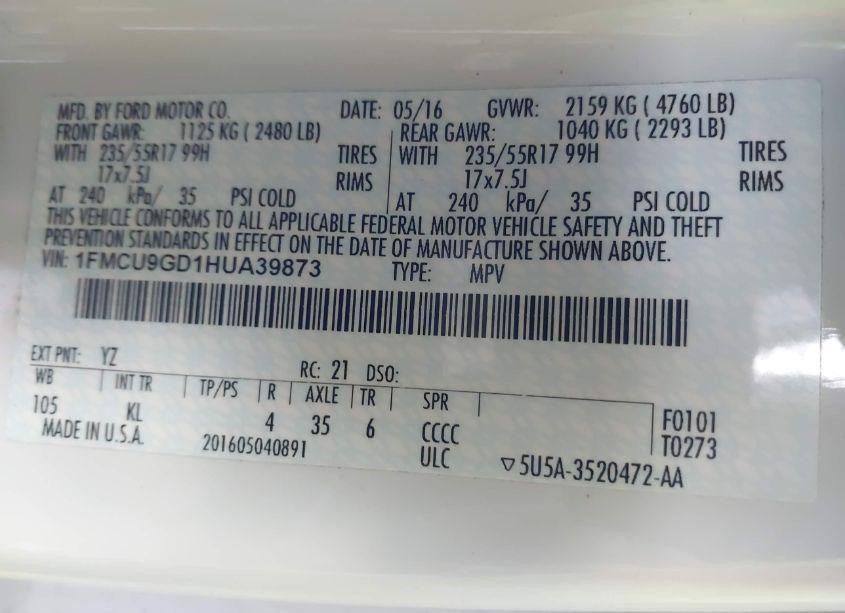 MFD. BY FORD MOTOR CO. DATE: 05/16 GVWR: 2159 KG ( 4760 LB)
FRONT GAWR: 1125 KG ( 2480 LB) REAR GAWR: 1040 KG ( 2293 LB)
WITH 235/55R17 99H TIRES WITH 235/55R17 99H TIRES
17x7.5J RIMS 17x7.5J RIMS
AT 240 kPa/ 35 PSI COLD AT 240 kPa/ 35 PSI COLD
THIS VEHICLE CONFORMS TO ALL APPLICABLE FEDERAL MOTOR VEHICLE SAFETY AND THEFT
PREVENTION STANDARDS IN EFFECT ON THE DATE OF MANUFACTURE SHOWN ABOVE.
VIN: 1FMCU9GD1HUA39873 TYPE: MPV
EXT PNT: YZ RC: 21 DSO:
WB INT TR TP/PS R AXLE TR SPR
105 KL 4 35 6 CCCC F0101
MADE IN U.S.A. 201605040891 ULC T0273
▽5U5A-3520472-AA